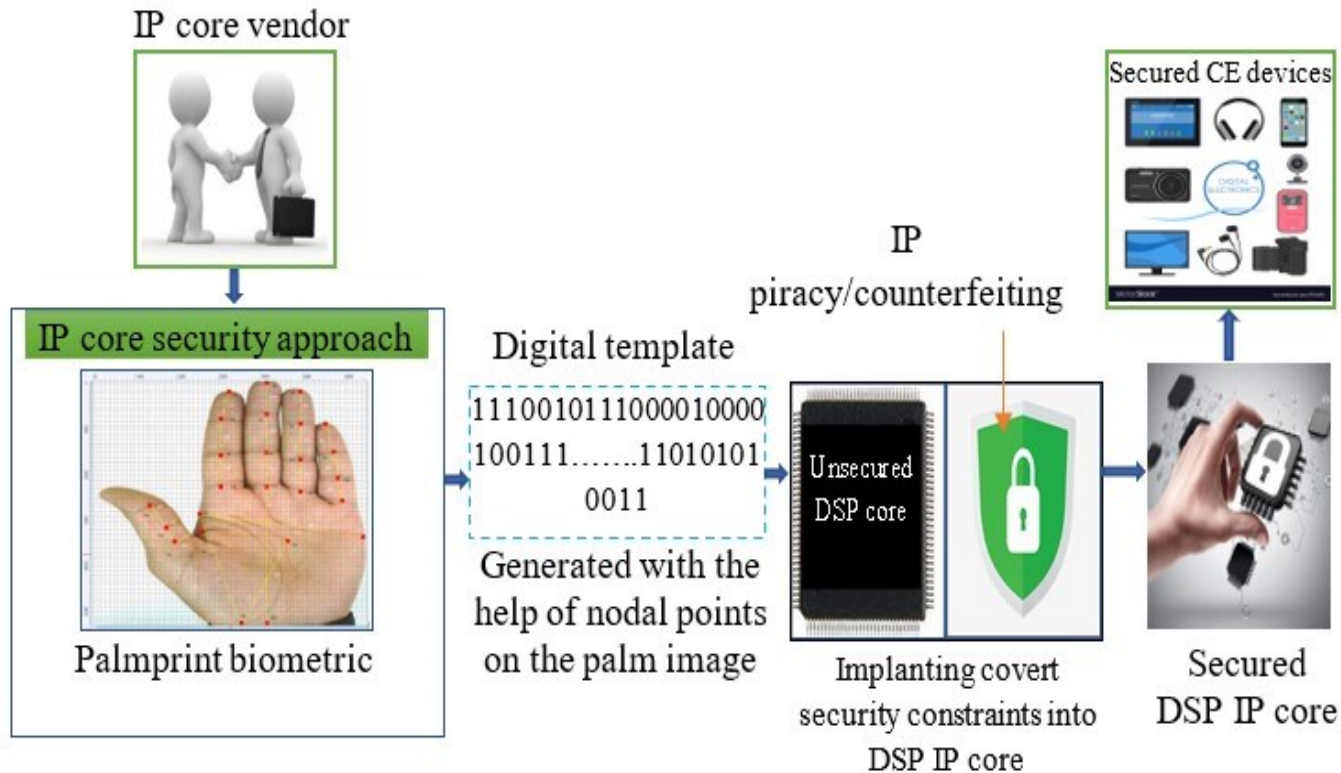 IP core vendor
IP core security approach
Palmprint biometric
Digital template
1110010111000010000
100111.......11010101
0011
Generated with the
help of nodal points
on the palm image
IP
piracy/counterfeiting
Unsecured
DSP core
Implanting covert
security constraints into
DSP IP core
Secured CE devices
DIGITAL
ELECTRONICS
VectorStock
Secured
DSP IP core